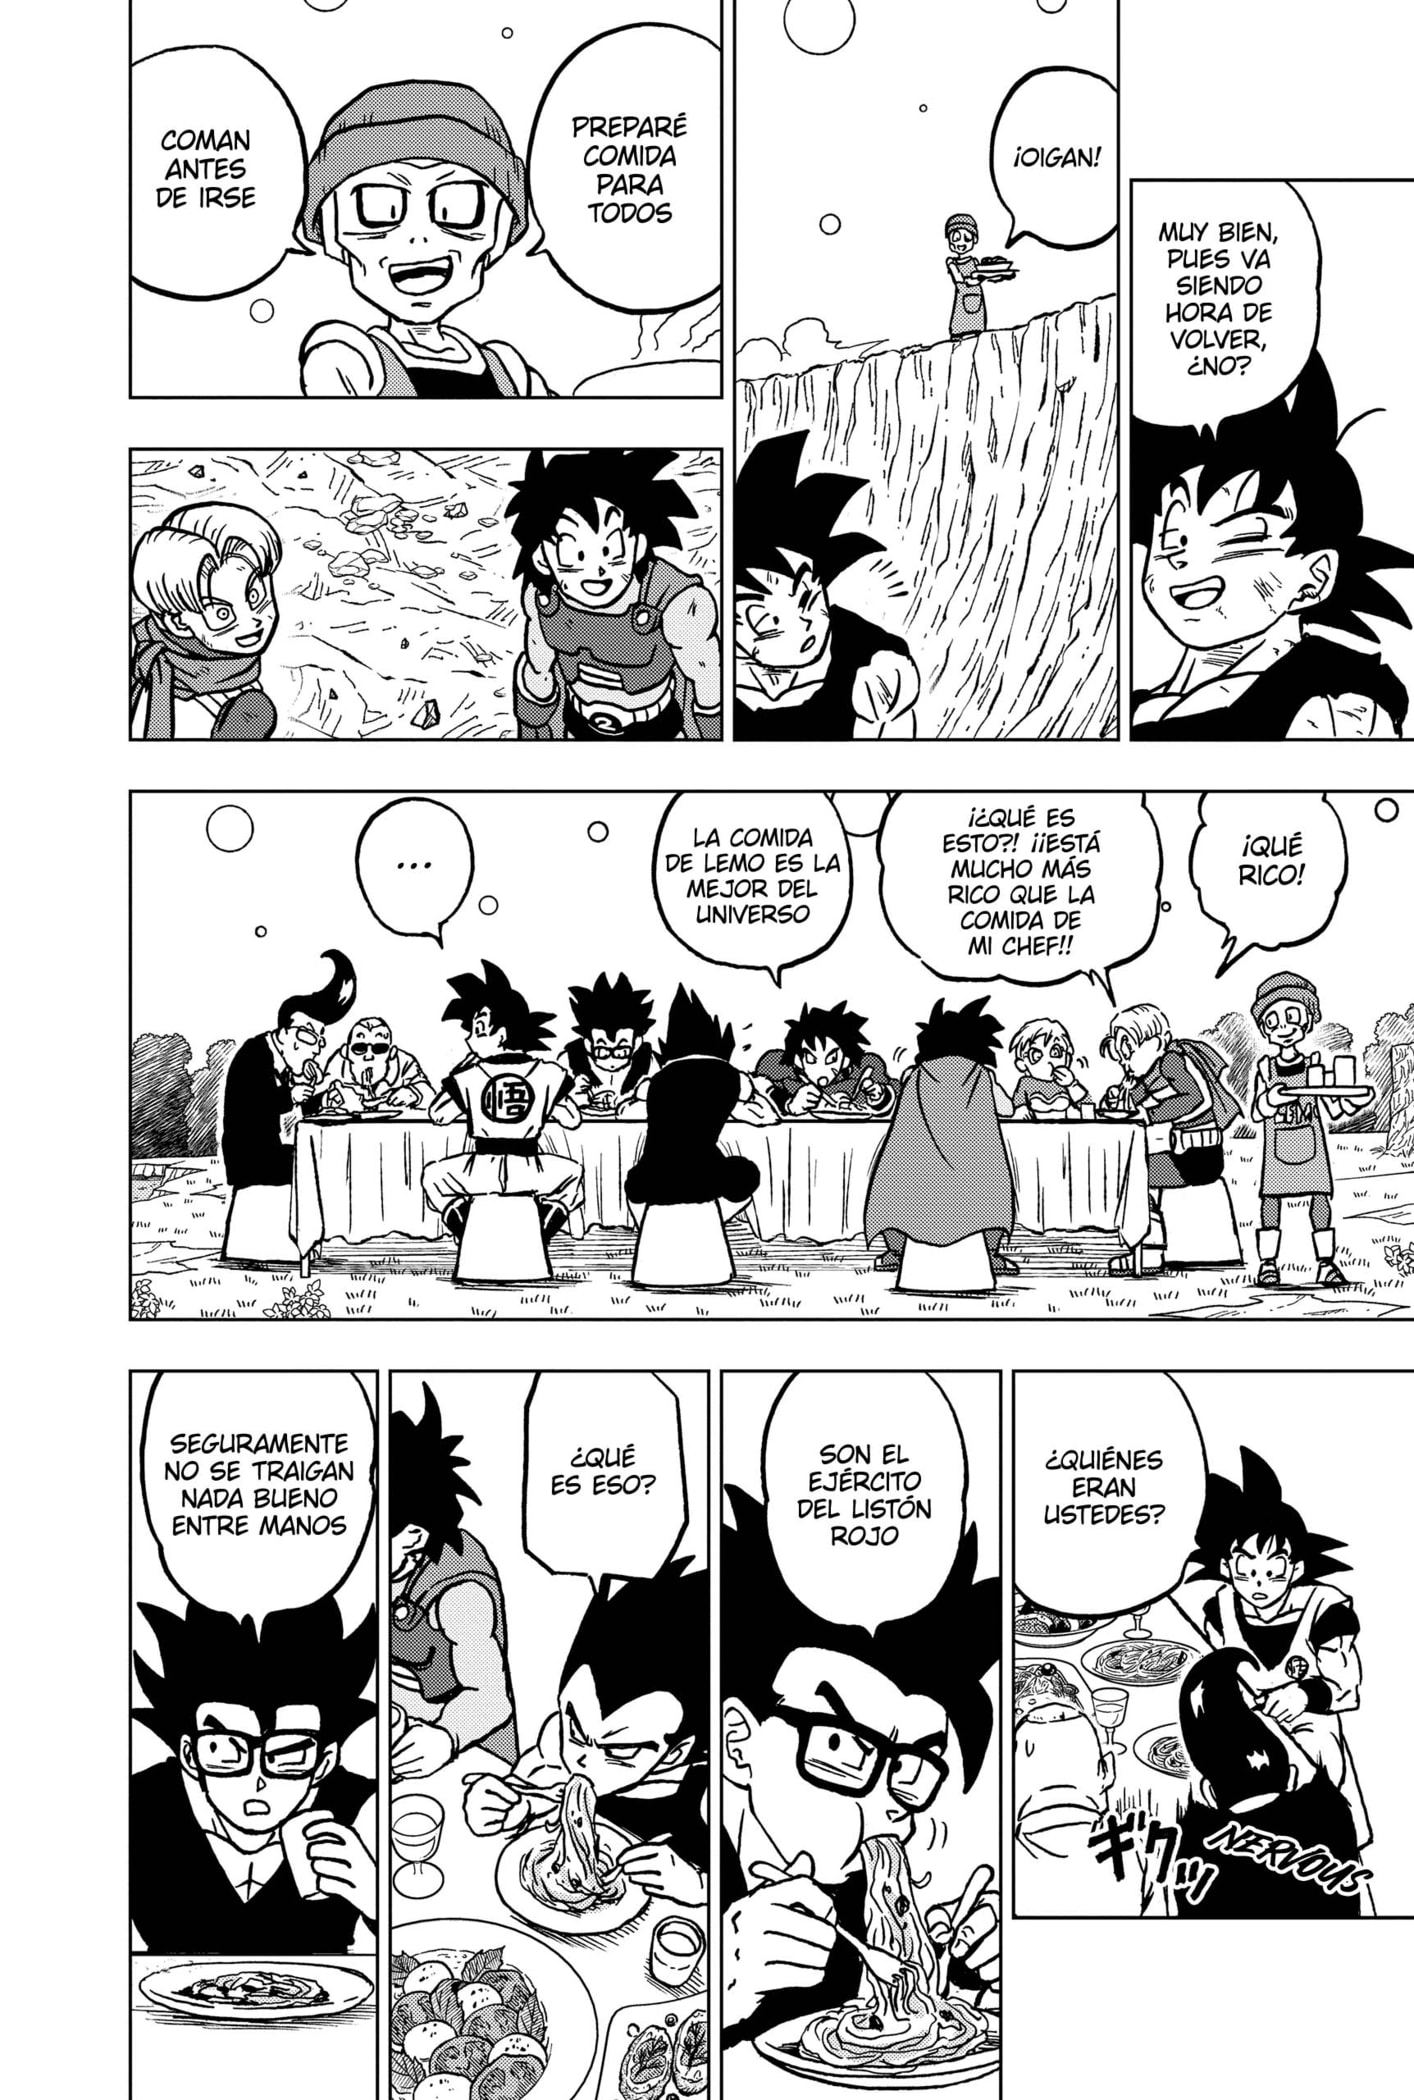 MUY BIEN,
PUES VA
SIENDO
HORA DE
VOLVER,
¿NO?
¡OIGAN!
PREPARÉ
COMIDA
PARA
TODOS
COMAN
ANTES
DE IRSE
2
¡QUÉ
RICO!
¡¿QUÉ ES
ESTO?! ¡¡ESTÁ
MUCHO MÁS
RICO QUE LA
COMIDA DE
MI CHEF!!
LA COMIDA
DE LEMO ES LA
MEJOR DEL
UNIVERSO
...
悟
¿QUIÉNES
ERAN
USTEDES?
悟
ギクッ
NERVOUS
SON EL
EJÉRCITO
DEL LISTÓN
ROJO
¿QUÉ
ES ESO?
SEGURAMENTE
NO SE TRAIGAN
NADA BUENO
ENTRE MANOS